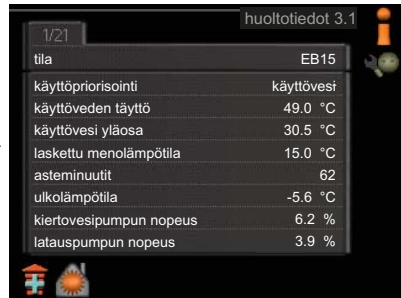 huoltotiedot 3.1
1/21
tila EB15
käyttöpriorisointi käyttövesi
käyttöveden täyttö 49.0 °C
käyttövesi yläosa 30.5 °C
laskettu menolämpötila 15.0 °C
asteminuutit 62
ulkolämpötila -5.6 °C
kiertovesipumpun nopeus 6.2 %
latauspumpun nopeus 3.9 %